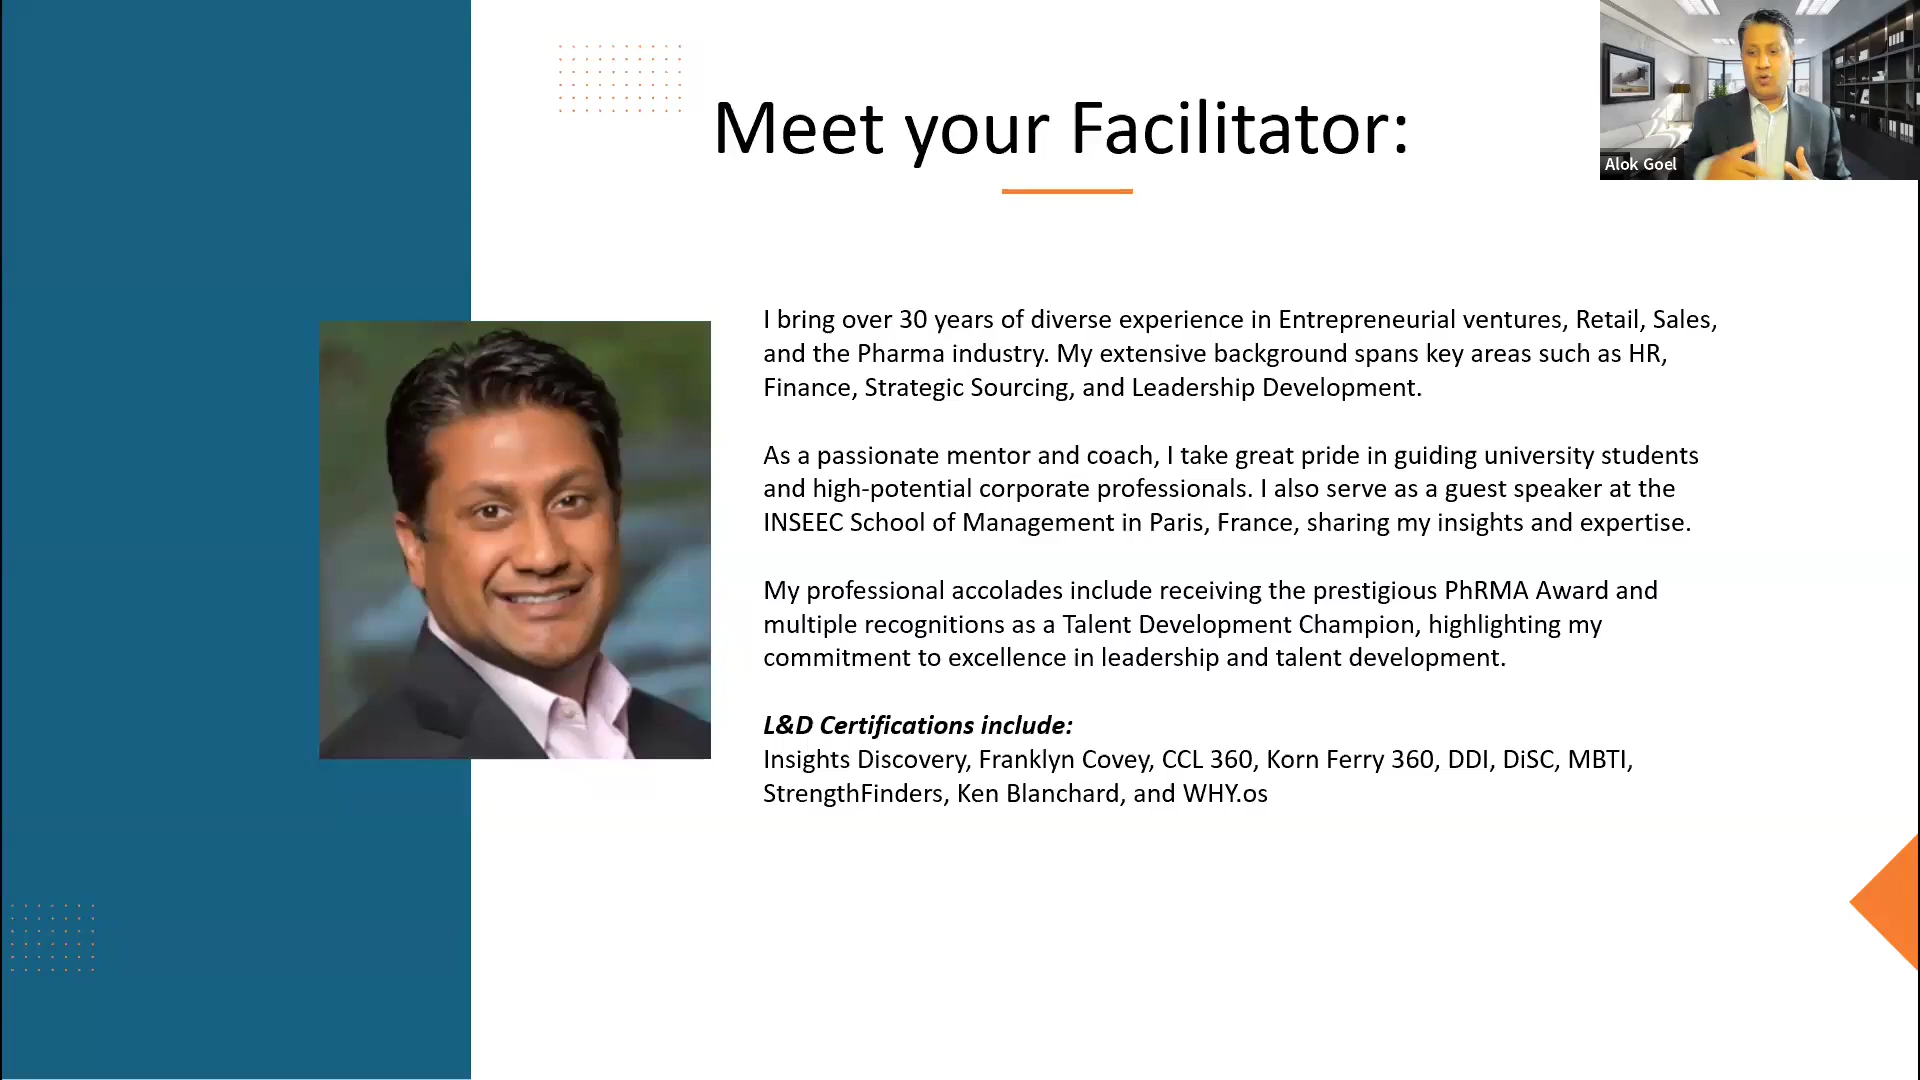 Meet your Facilitator:
Alok Goel
I bring over 30 years of diverse experience in Entrepreneurial ventures, Retail, Sales,
and the Pharma industry. My extensive background spans key areas such as HR,
Finance, Strategic Sourcing, and Leadership Development.
As a passionate mentor and coach, I take great pride in guiding university students
and high-potential corporate professionals. I also serve as a guest speaker at the
INSEEC School of Management in Paris, France, sharing my insights and expertise.
My professional accolades include receiving the prestigious PhRMA Award and
multiple recognitions as a Talent Development Champion, highlighting my
commitment to excellence in leadership and talent development.
L&D Certifications include:
Insights Discovery, Franklyn Covey, CCL 360, Korn Ferry 360, DDI, DiSC, MBTI,
StrengthFinders, Ken Blanchard, and WHY.os